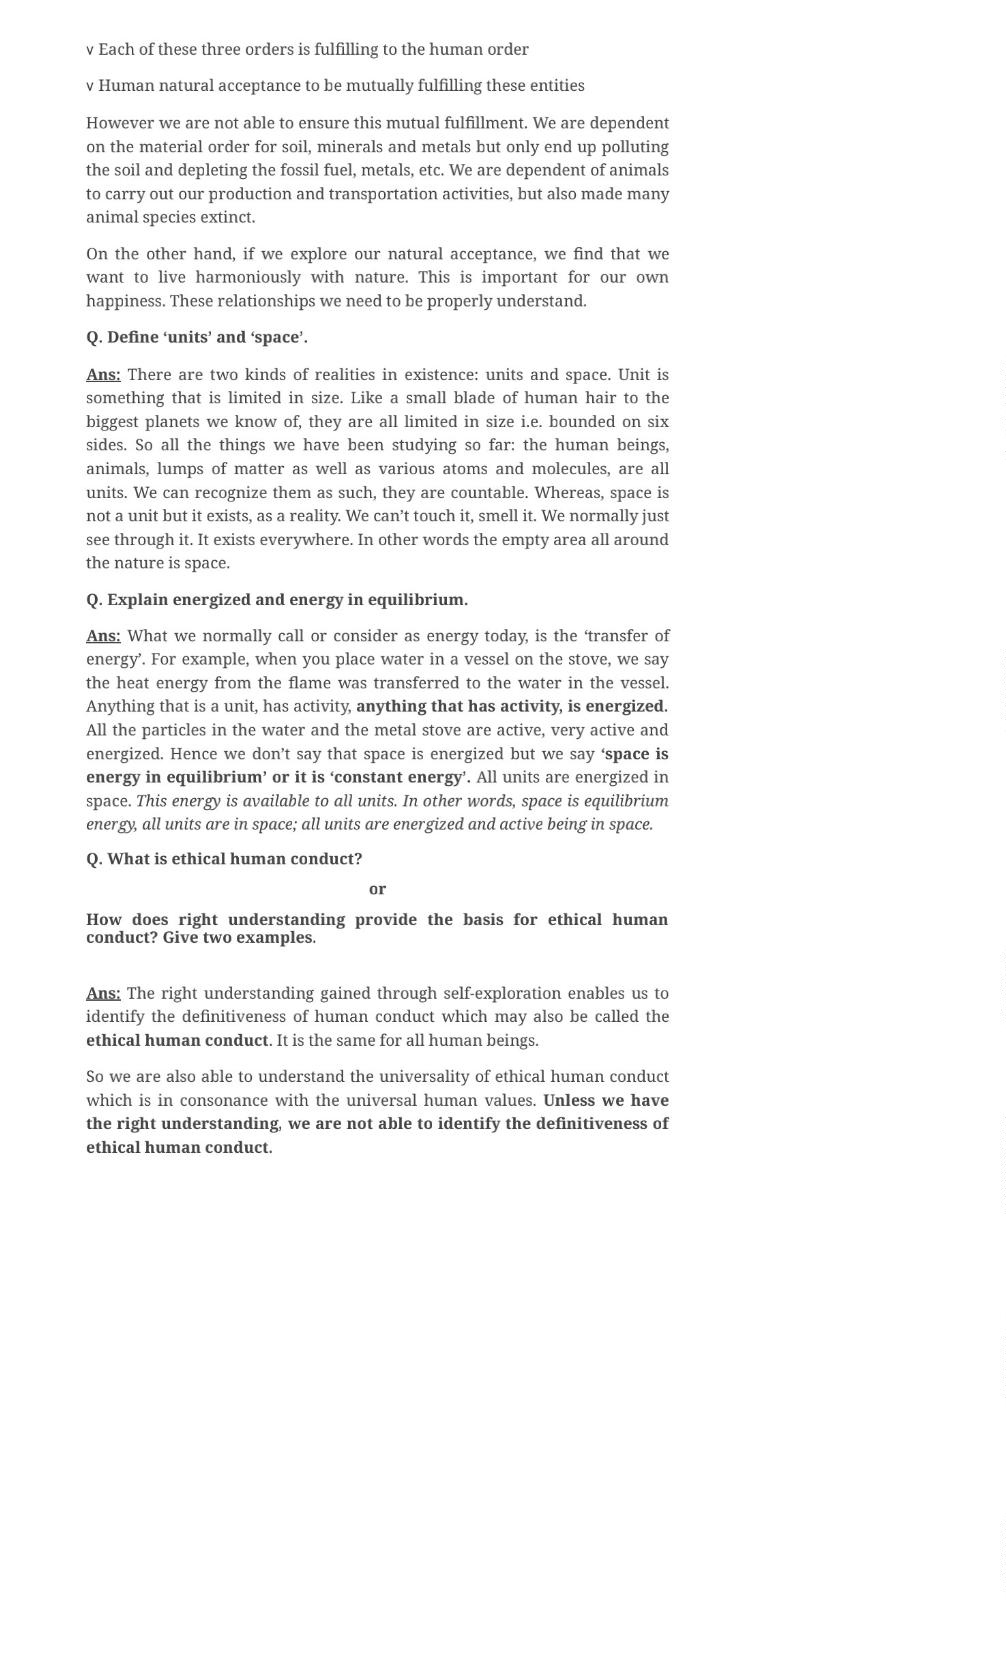 v Each of these three orders is fulfilling to the human order
v Human natural acceptance to be mutually fulfilling these entities
However we are not able to ensure this mutual fulfillment. We are dependent
on the material order for soil, minerals and metals but only end up polluting
the soil and depleting the fossil fuel, metals, etc. We are dependent of animals
to carry out our production and transportation activities, but also made many
animal species extinct.
On the other hand, if we explore our natural acceptance, we find that we
want to live harmoniously with nature. This is important for our own
happiness. These relationships we need to be properly understand.
Q. Define ‘units’ and ‘space’.
Ans: There are two kinds of realities in existence: units and space. Unit is
something that is limited in size. Like a small blade of human hair to the
biggest planets we know of, they are all limited in size i.e. bounded on six
sides. So all the things we have been studying so far: the human beings,
animals, lumps of matter as well as various atoms and molecules, are all
units. We can recognize them as such, they are countable. Whereas, space is
not a unit but it exists, as a reality. We can’t touch it, smell it. We normally just
see through it. It exists everywhere. In other words the empty area all around
the nature is space.
Q. Explain energized and energy in equilibrium.
Ans: What we normally call or consider as energy today, is the ‘transfer of
energy’. For example, when you place water in a vessel on the stove, we say
the heat energy from the flame was transferred to the water in the vessel.
Anything that is a unit, has activity, anything that has activity, is energized.
All the particles in the water and the metal stove are active, very active and
energized. Hence we don’t say that space is energized but we say ‘space is
energy in equilibrium’ or it is ‘constant energy’. All units are energized in
space. This energy is available to all units. In other words, space is equilibrium
energy, all units are in space; all units are energized and active being in space.
Q. What is ethical human conduct?
or
How does right understanding provide the basis for ethical human
conduct? Give two examples.
Ans: The right understanding gained through self-exploration enables us to
identify the definitiveness of human conduct which may also be called the
ethical human conduct. It is the same for all human beings.
So we are also able to understand the universality of ethical human conduct
which is in consonance with the universal human values. Unless we have
the right understanding, we are not able to identify the definitiveness of
ethical human conduct.